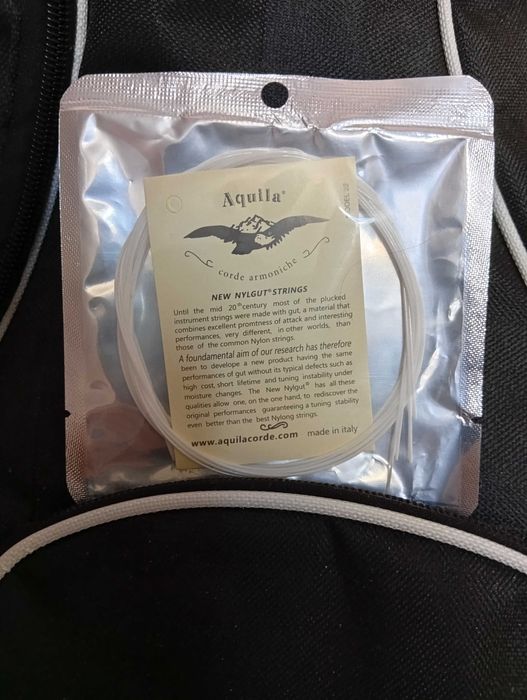 Aquila®
corde armoniche
NEW NYLGUT®STRINGS
Until the mid 20th century most of the plucked
instrument strings were made with gut, a material that
combines excellent promtness of attack and interesting
performances, very different, in other worlds, than
those of the common Nylon strings.
A foundamental aim of our research has therefore
been to develope a new product having the same
performances of gut without its typical defects such as
high cost, short lifetime and tuning instability under
moisture changes. The New Nylgut® has all these
qualities allow one, on the one hand, to rediscover the
original performances guaranteeing a tuning stability
even better than the best Nylong strings.
www.aquilacorde.com made in italy